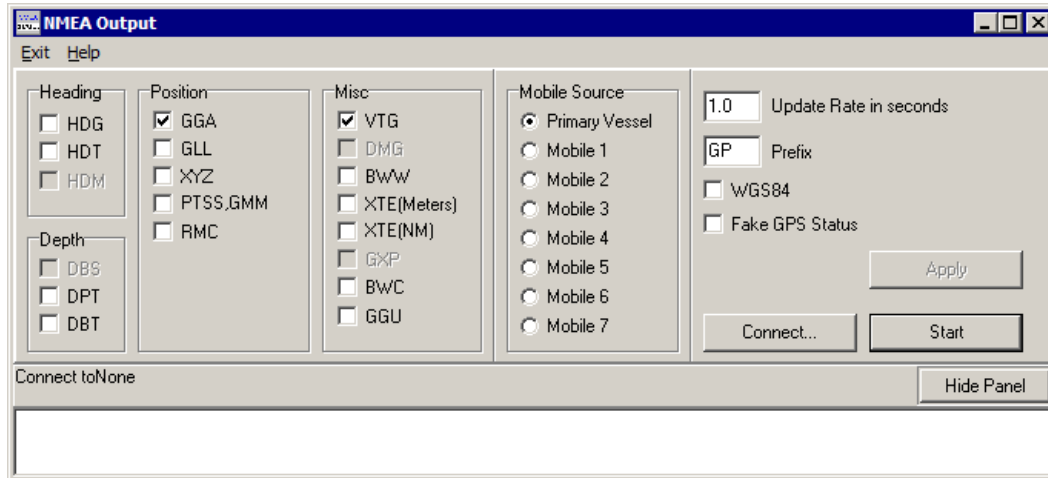 NMEA Output
Exit Help
Heading
HDG
HDT
HDM
Depth
DBS
DPT
DBT
Position
GGA
GLL
XYZ
PTSS,GMM
RMC
Misc
VTG
DMG
BWW
XTE(Meters)
XTE(NM)
GXP
BWC
GGU
Mobile Source
Primary Vessel
Mobile 1
Mobile 2
Mobile 3
Mobile 4
Mobile 5
Mobile 6
Mobile 7
1.0 Update Rate in seconds
GP Prefix
WGS84
Fake GPS Status
Apply
Connect... Start
Connect toNone
Hide Panel